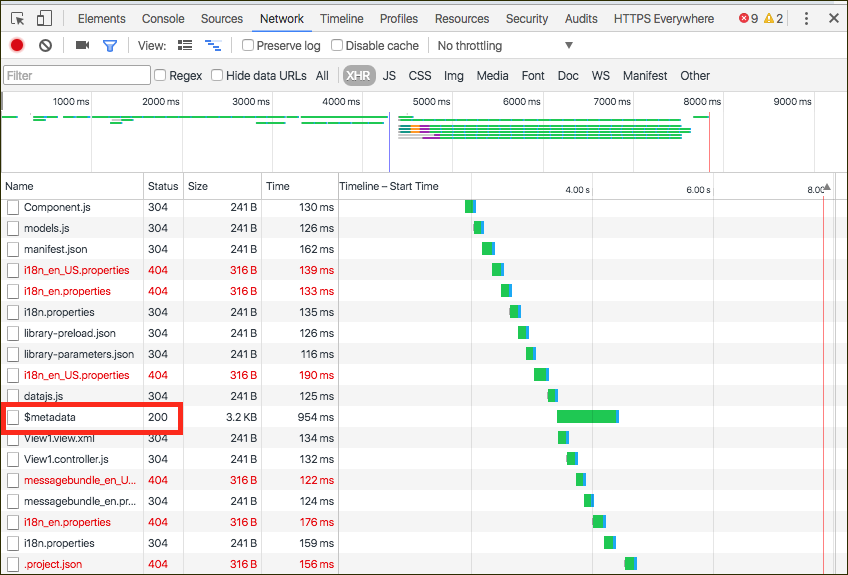 Elements Console Sources Network Timeline Profiles Resources Security Audits HTTPS Everywhere 9 2
View: Preserve log Disable cache No throttling
Filter Regex Hide data URLs All XHR JS CSS Img Media Font Doc WS Manifest Other
1000 ms 2000 ms 3000 ms 4000 ms 5000 ms 6000 ms 7000 ms 8000 ms 9000 ms
Name Status Size Time Timeline – Start Time 4.00 s 6.00 s 8.00
Component.js 304 241 B 130 ms
models.js 304 241 B 126 ms
manifest.json 304 241 B 162 ms
i18n_en_US.properties 404 316 B 139 ms
i18n_en.properties 404 316 B 133 ms
i18n.properties 304 241 B 135 ms
library-preload.json 304 241 B 126 ms
library-parameters.json 304 241 B 116 ms
i18n_en_US.properties 404 316 B 190 ms
datajs.js 304 241 B 125 ms
$metadata 200 3.2 KB 954 ms
View1.view.xml 304 241 B 134 ms
View1.controller.js 304 241 B 132 ms
messagebundle_en_U... 404 316 B 122 ms
messagebundle_en.pr... 304 241 B 124 ms
i18n_en.properties 404 316 B 176 ms
i18n.properties 304 241 B 159 ms
.project.json 404 316 B 156 ms